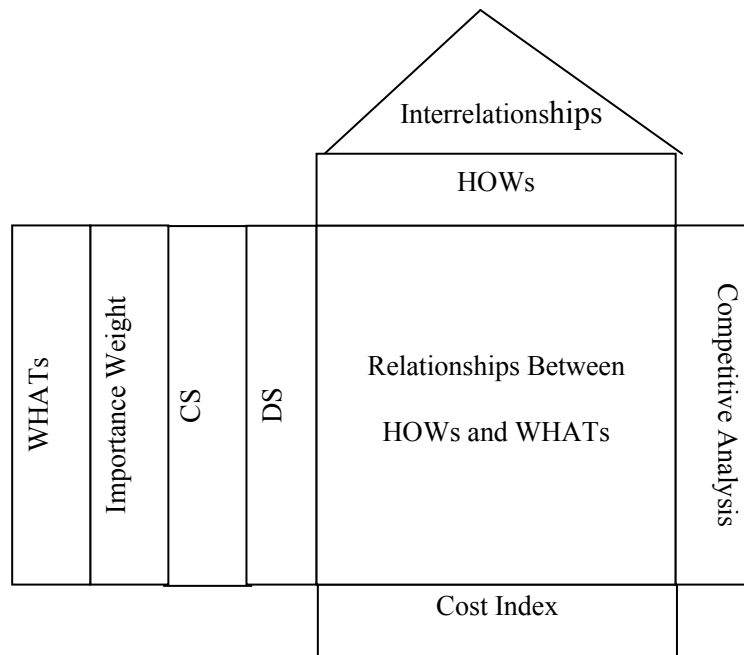 Interrelationships
HOWs
WHATs
Importance Weight
CS
DS
Relationships Between
HOWs and WHATs
Competitive Analysis
Cost Index